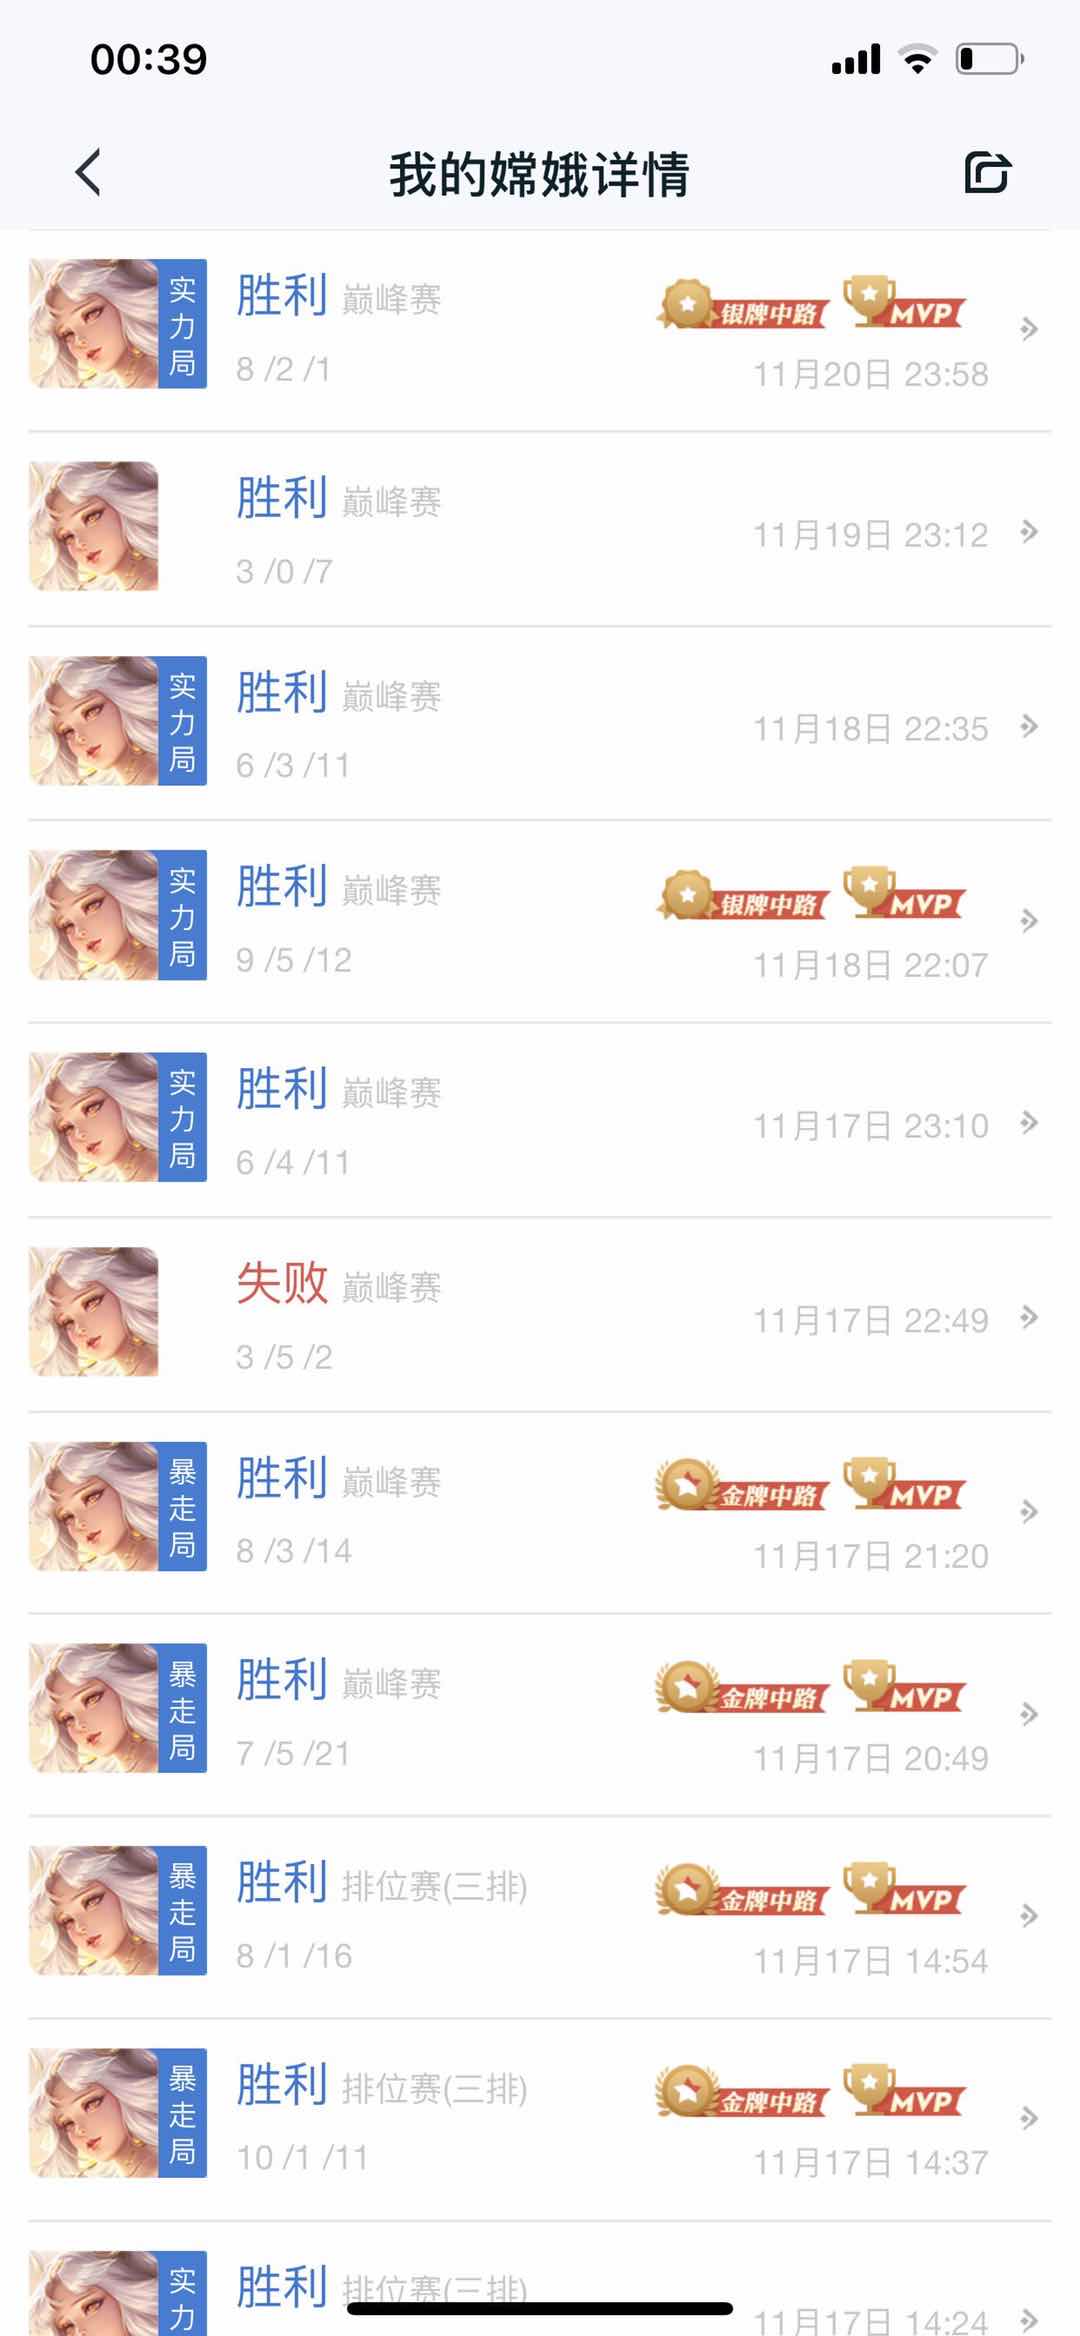 00:39
我的嫦娥详情
实力局
胜利 巅峰赛
银牌中路 MVP
8 /2 /1
11月20日 23:58
胜利 巅峰赛
3 /0 /7
11月19日 23:12
实力局
胜利 巅峰赛
6 /3 /11
11月18日 22:35
实力局
胜利 巅峰赛
银牌中路 MVP
9 /5 /12
11月18日 22:07
实力局
胜利 巅峰赛
6 /4 /11
11月17日 23:10
失败 巅峰赛
3 /5 /2
11月17日 22:49
暴走局
胜利 巅峰赛
金牌中路 MVP
8 /3 /14
11月17日 21:20
暴走局
胜利 巅峰赛
金牌中路 MVP
7 /5 /21
11月17日 20:49
暴走局
胜利 排位赛(三排)
金牌中路 MVP
8 /1 /16
11月17日 14:54
暴走局
胜利 排位赛(三排)
金牌中路 MVP
10 /1 /11
11月17日 14:37
实力
胜利 排位赛(三排)
11月17日 14:24